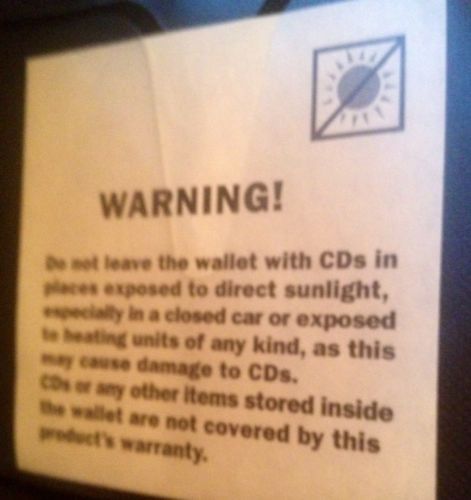 WARNING!
Do not leave the wallet with CDs in
places exposed to direct sunlight,
especially in a closed car or exposed
to heating units of any kind, as this
may cause damage to CDs.
CDs or any other items stored inside
the wallet are not covered by this
product's warranty.